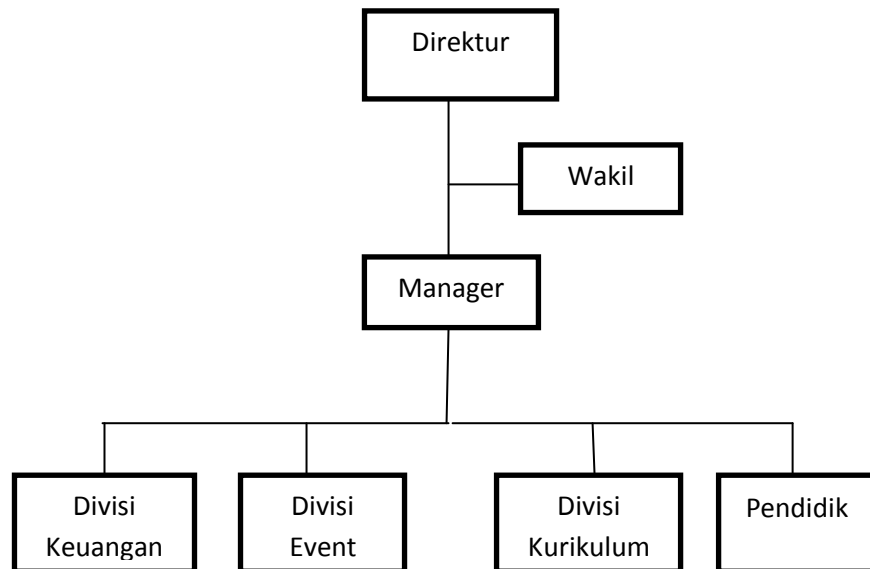 Direktur
Wakil
Manager
Divisi
Keuangan
Divisi
Event
Divisi
Kurikulum
Pendidik